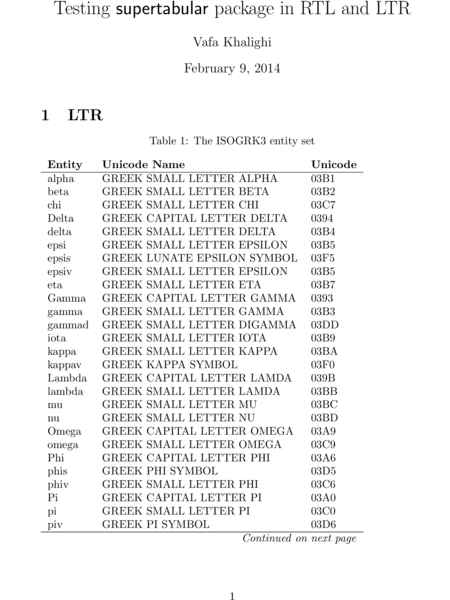 Testing supertabular package in RTL and LTR
Vafa Khalighi
February 9, 2014
1 LTR
Table 1: The ISOGRK3 entity set
Entity Unicode Name Unicode
alpha GREEK SMALL LETTER ALPHA 03B1
beta GREEK SMALL LETTER BETA 03B2
chi GREEK SMALL LETTER CHI 03C7
Delta GREEK CAPITAL LETTER DELTA 0394
delta GREEK SMALL LETTER DELTA 03B4
epsi GREEK SMALL LETTER EPSILON 03B5
epsis GREEK LUNATE EPSILON SYMBOL 03F5
epsiv GREEK SMALL LETTER EPSILON 03B5
eta GREEK SMALL LETTER ETA 03B7
Gamma GREEK CAPITAL LETTER GAMMA 0393
gamma GREEK SMALL LETTER GAMMA 03B3
gammad GREEK SMALL LETTER DIGAMMA 03DD
iota GREEK SMALL LETTER IOTA 03B9
kappa GREEK SMALL LETTER KAPPA 03BA
kappav GREEK KAPPA SYMBOL 03F0
Lambda GREEK CAPITAL LETTER LAMDA 039B
lambda GREEK SMALL LETTER LAMDA 03BB
mu GREEK SMALL LETTER MU 03BC
nu GREEK SMALL LETTER NU 03BD
Omega GREEK CAPITAL LETTER OMEGA 03A9
omega GREEK SMALL LETTER OMEGA 03C9
Phi GREEK CAPITAL LETTER PHI 03A6
phis GREEK PHI SYMBOL 03D5
phiv GREEK SMALL LETTER PHI 03C6
Pi GREEK CAPITAL LETTER PI 03A0
pi GREEK SMALL LETTER PI 03C0
piv GREEK PI SYMBOL 03D6
Continued on next page
1